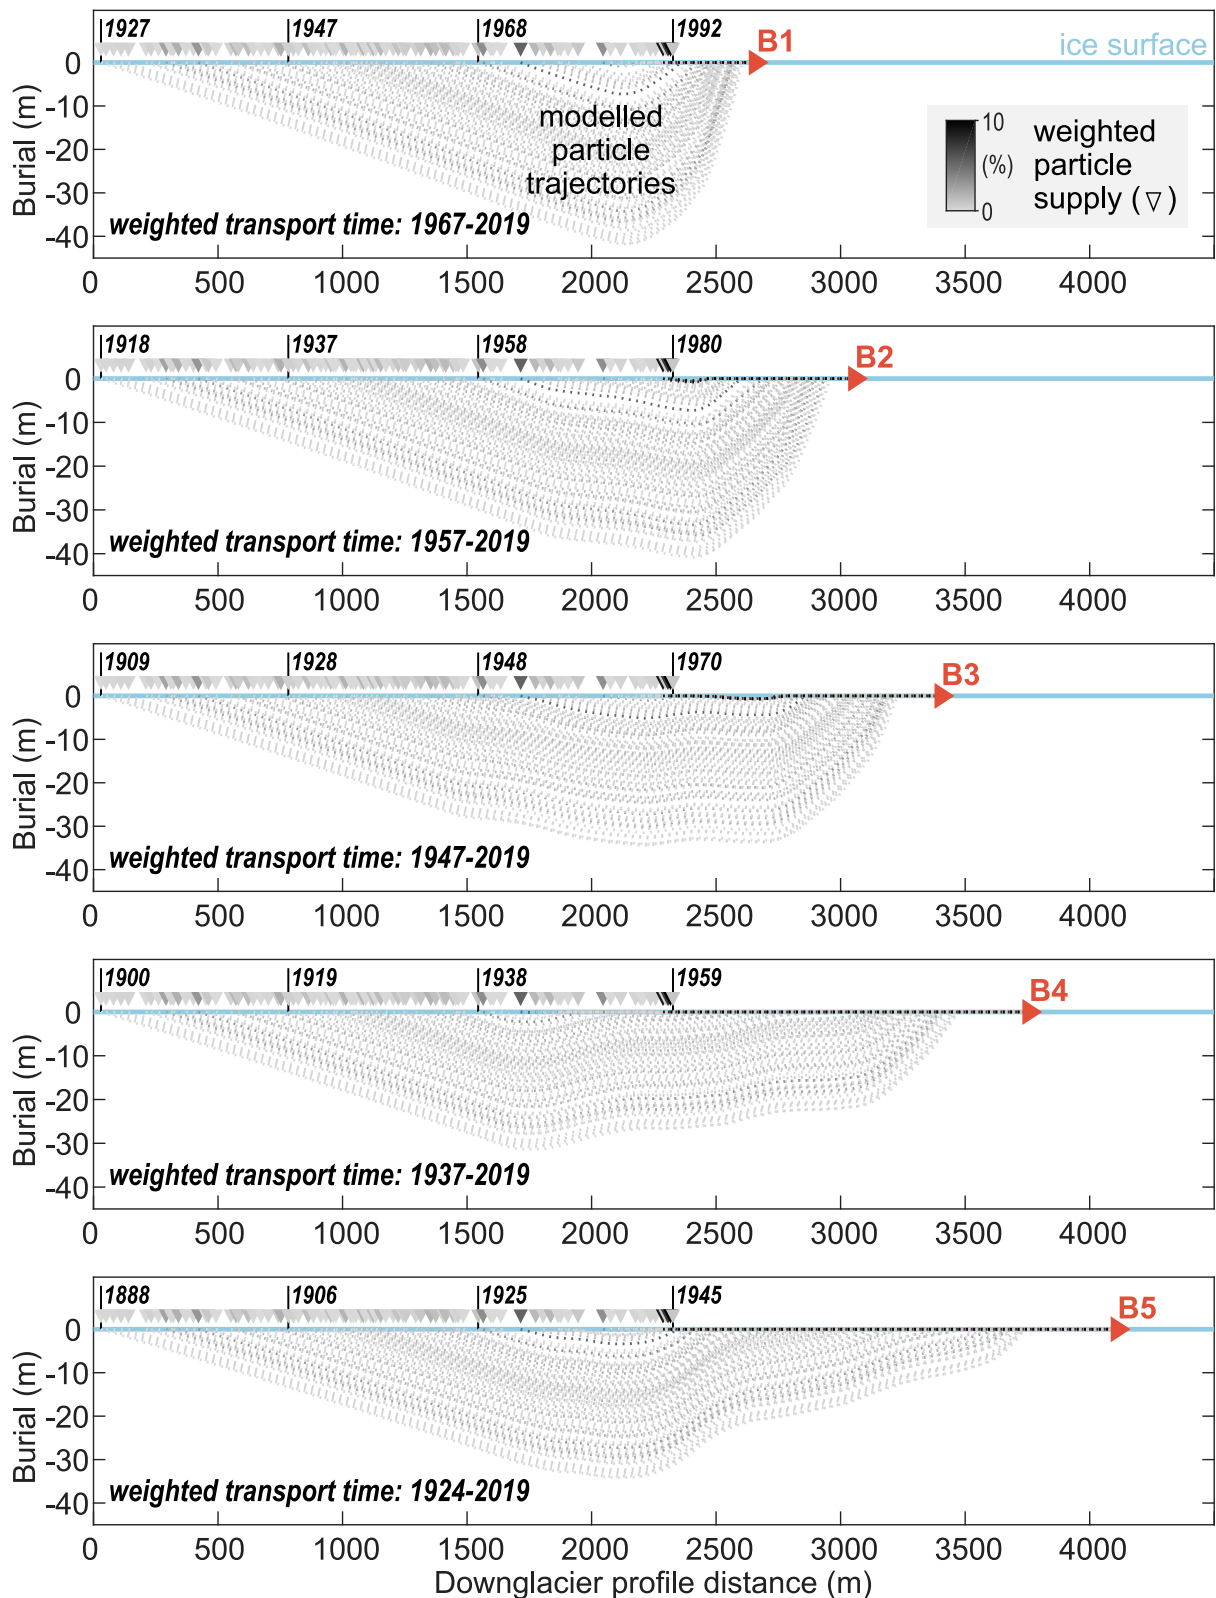 1927 1947 1968 1992
B1
ice surface
0
-10
-20
-30
-40
Burial (m)
modelled
particle
trajectories
10
(%)
0
weighted
particle
supply (▽)
weighted transport time: 1967-2019
0 500 1000 1500 2000 2500 3000 3500 4000
1918 1937 1958 1980
B2
0
-10
-20
-30
-40
Burial (m)
weighted transport time: 1957-2019
0 500 1000 1500 2000 2500 3000 3500 4000
1909 1928 1948 1970
B3
0
-10
-20
-30
-40
Burial (m)
weighted transport time: 1947-2019
0 500 1000 1500 2000 2500 3000 3500 4000
1900 1919 1938 1959
B4
0
-10
-20
-30
-40
Burial (m)
weighted transport time: 1937-2019
0 500 1000 1500 2000 2500 3000 3500 4000
1888 1906 1925 1945
B5
0
-10
-20
-30
-40
Burial (m)
weighted transport time: 1924-2019
0 500 1000 1500 2000 2500 3000 3500 4000
Downglacier profile distance (m)